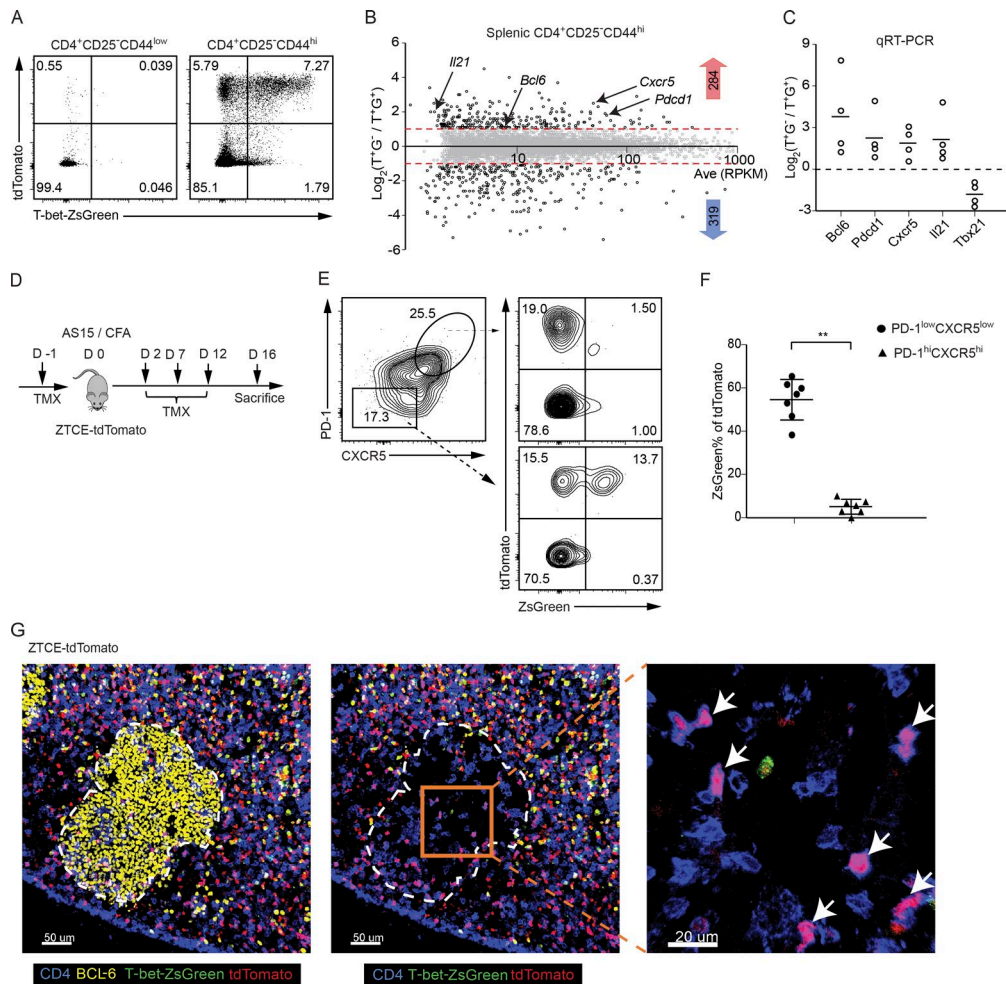 A
CD4+CD25-CD44low
CD4+CD25-CD44hi
0.55
0.039
5.79
7.27
99.4
0.046
85.1
1.79
tdTomato
T-bet-ZsGreen
B
Splenic CD4+CD25-CD44hi
6
4
2
0
-2
-4
-6
Log2(T+G- / T+G+)
Il21
Bcl6
Cxcr5
Pdcd1
284
10
100
1000
Ave (RPKM)
319
C
qRT-PCR
9
6
3
0
-3
Log2(T+G- / T+G+)
Bcl6
Pdcd1
Cxcr5
Il21
Tbx21
D
AS15 / CFA
D -1
D 0
D 2
D 7
D 12
D 16
TMX
TMX
Sacrifice
ZTCE-tdTomato
E
25.5
17.3
PD-1
CXCR5
19.0
1.50
78.6
1.00
15.5
13.7
70.5
0.37
tdTomato
ZsGreen
F
PD-1lowCXCR5low
PD-1hiCXCR5hi
**
80
60
40
20
0
ZsGreen% of tdTomato
G
ZTCE-tdTomato
50 um
50 um
20 um
CD4 BCL-6 T-bet-ZsGreen tdTomato
CD4 T-bet-ZsGreen tdTomato